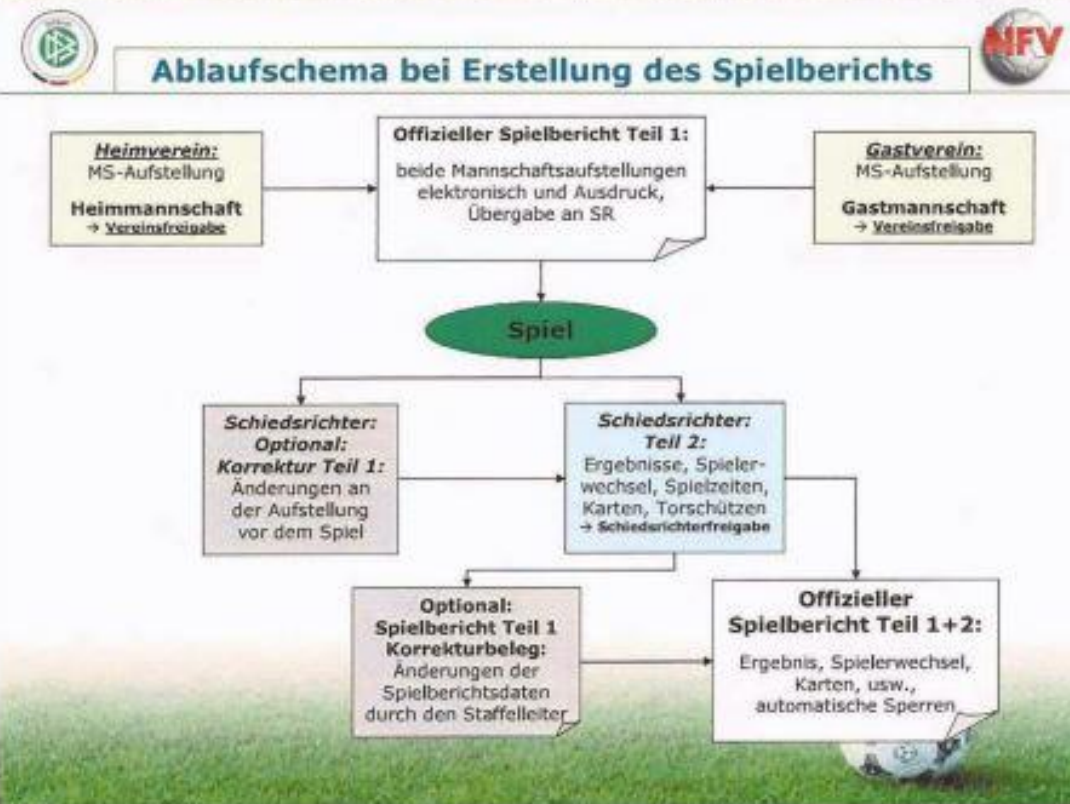 NFV
Ablaufschema bei Erstellung des Spielberichts
Heimverein:
MS-Aufstellung
Heimmannschaft
→ Vereinsfreigabe
Offizieller Spielbericht Teil 1:
beide Mannschaftsaufstellungen
elektronisch und Ausdruck,
Übergabe an SR
Gastverein:
MS-Aufstellung
Gastmannschaft
→ Vereinsfreigabe
Spiel
Schiedsrichter:
Optional:
Korrektur Teil 1:
Änderungen an
der Aufstellung
vor dem Spiel
Schiedsrichter:
Teil 2:
Ergebnisse, Spieler-
wechsel, Spielzeiten,
Karten, Torschützen
→ Schiedsrichterfreigabe
Optional:
Spielbericht Teil 1
Korrekturbeleg:
Änderungen der
Spielberichtsdaten
durch den Staffelleiter
Offizieller
Spielbericht Teil 1+2:
Ergebnis, Spielerwechsel,
Karten, usw.,
automatische Sperren